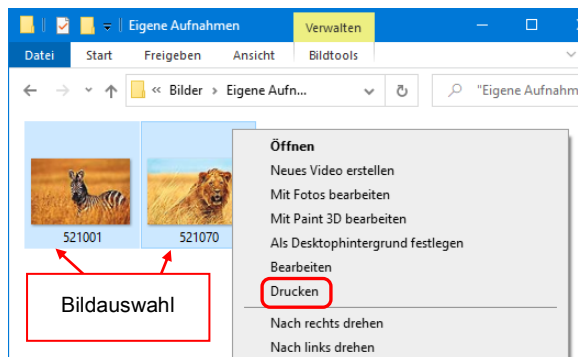 Eigene Aufnahmen
Verwalten
Datei Start Freigeben Ansicht Bildtools
« Bilder › Eigene Aufn... "Eigene Aufnahm
521001
521070
Bildauswahl
Öffnen
Neues Video erstellen
Mit Fotos bearbeiten
Mit Paint 3D bearbeiten
Als Desktophintergrund festlegen
Bearbeiten
Drucken
Nach rechts drehen
Nach links drehen